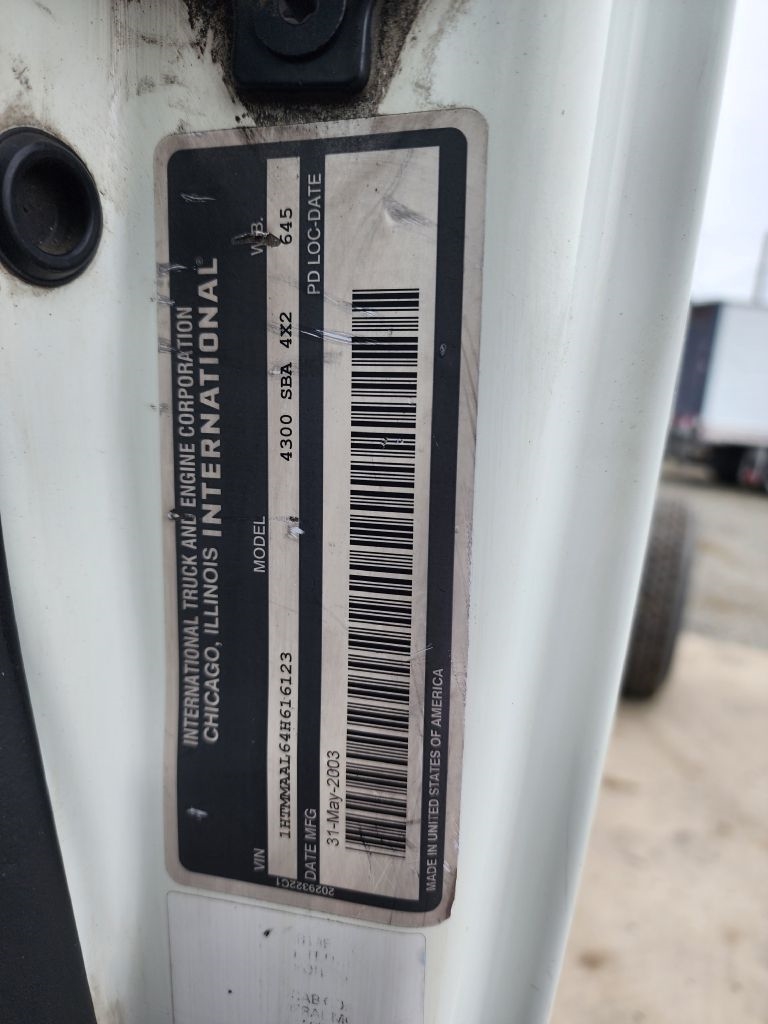 INTERNATIONAL TRUCK AND ENGINE CORPORATION
CHICAGO, ILLINOIS INTERNATIONAL®
VIN MODEL W.B.
1HTMMAAL64H616123 4300 SBA 4X2 645
DATE MFG PD LOC-DATE
31-May-2003
MADE IN UNITED STATES OF AMERICA
2029322C1